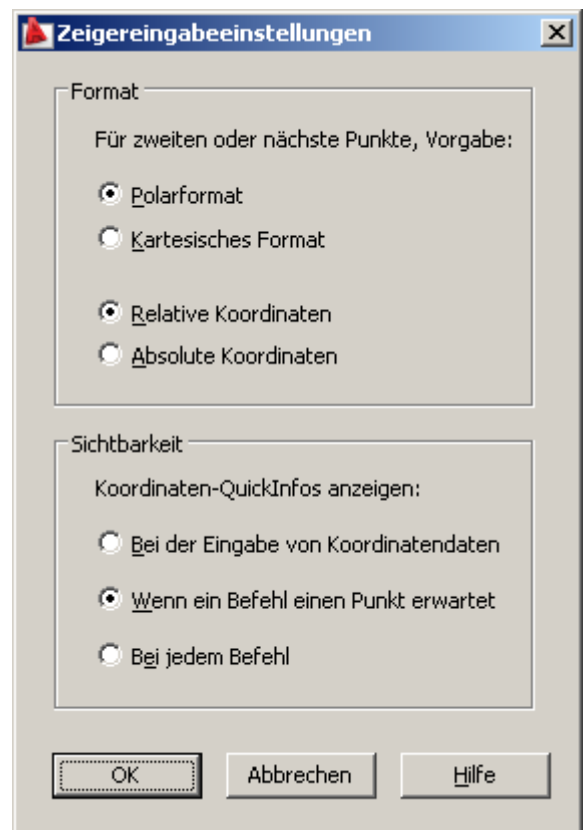 Zeigereingabeeinstellungen
Format
Für zweiten oder nächste Punkte, Vorgabe:
Polarformat
Kartesisches Format
Relative Koordinaten
Absolute Koordinaten
Sichtbarkeit
Koordinaten-QuickInfos anzeigen:
Bei der Eingabe von Koordinatendaten
Wenn ein Befehl einen Punkt erwartet
Bei jedem Befehl
OK Abbrechen Hilfe